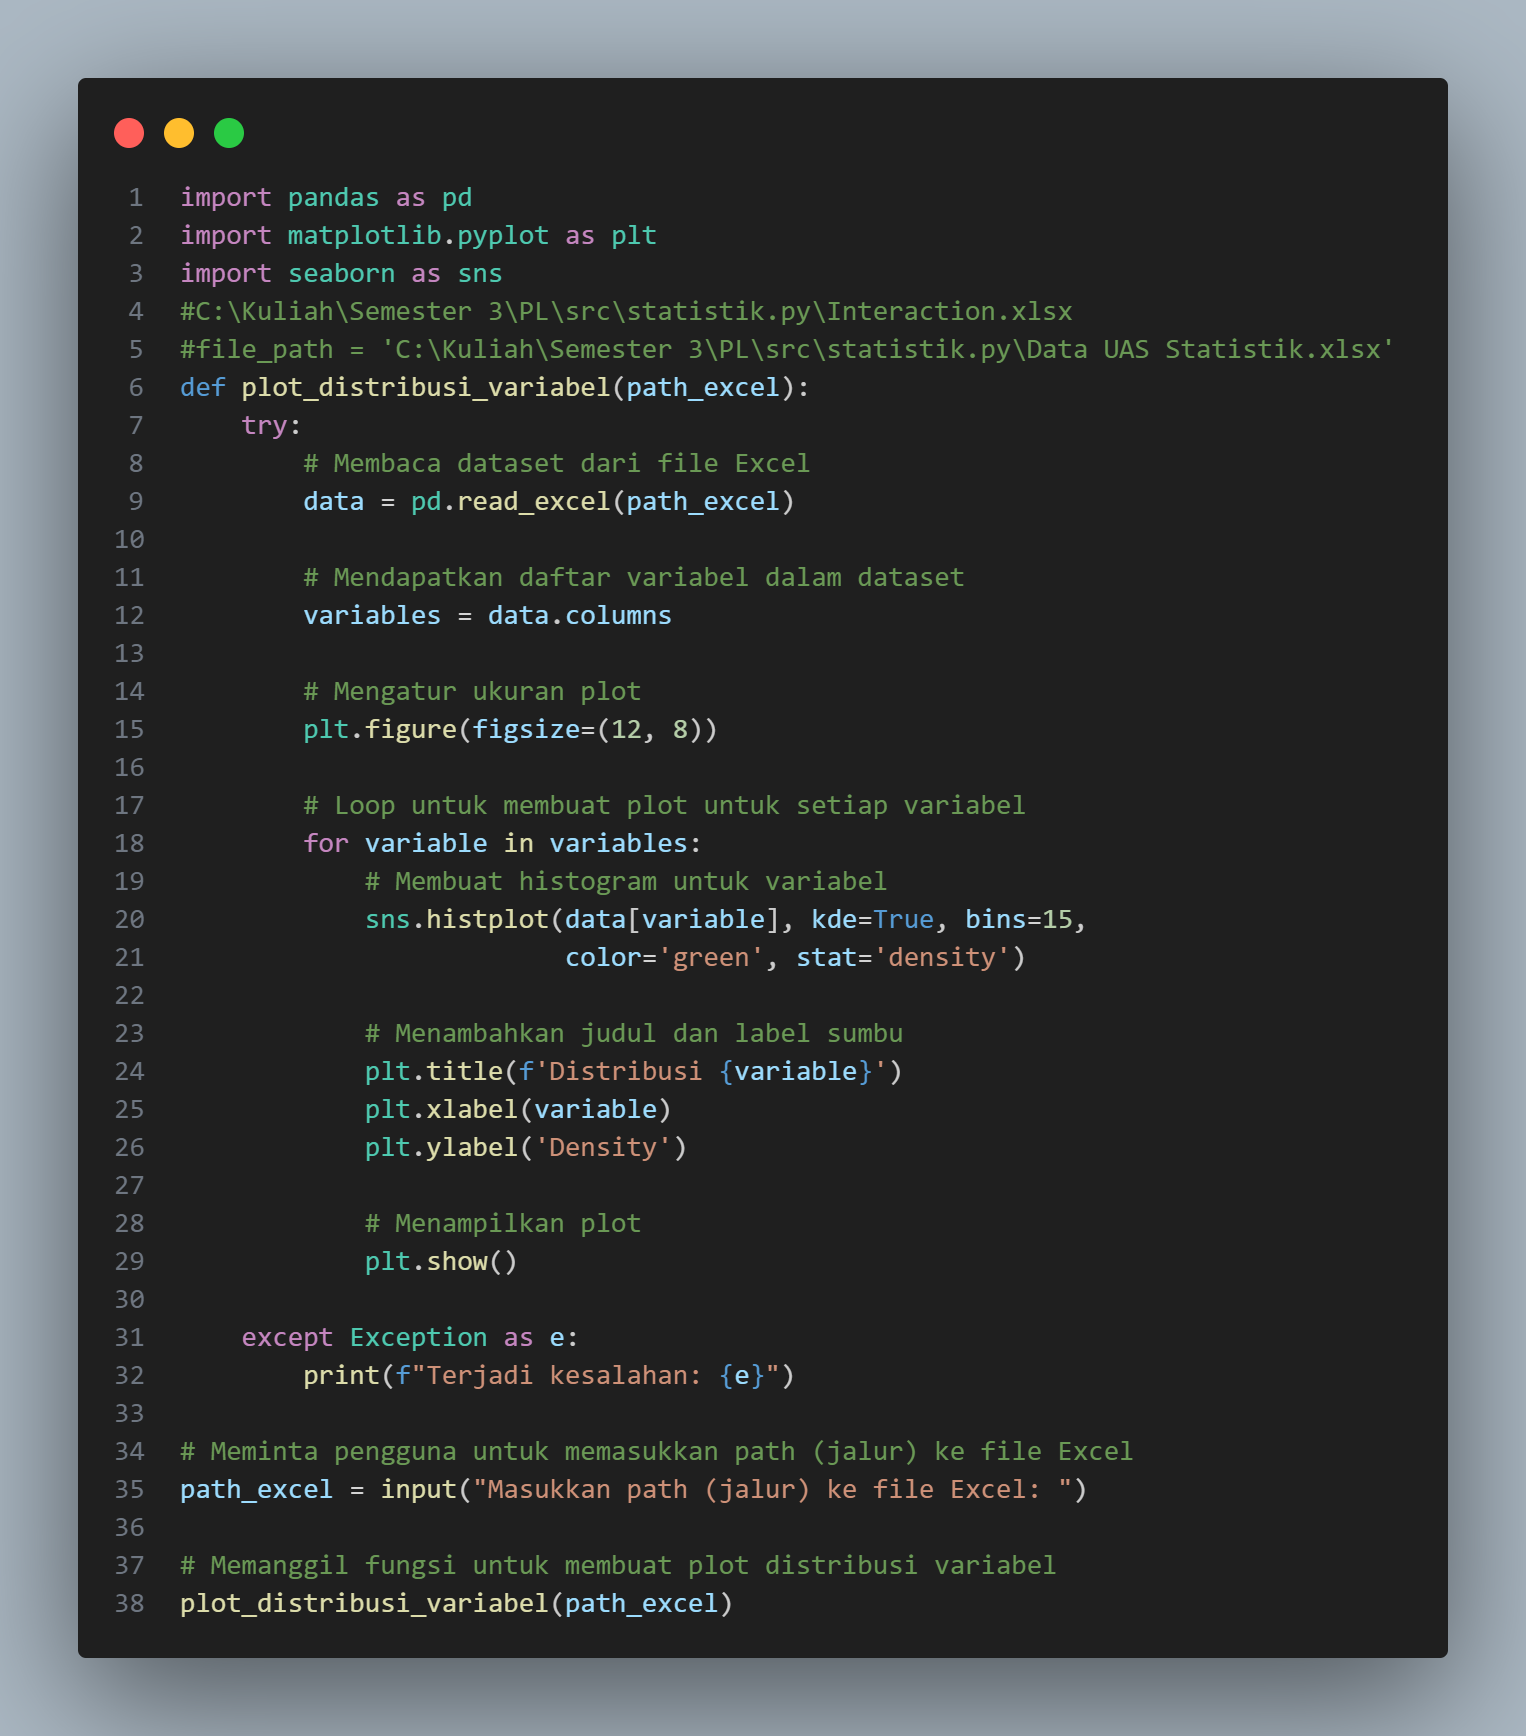 1 import pandas as pd
2 import matplotlib.pyplot as plt
3 import seaborn as sns
4 #C:\Kuliah\Semester 3\PL\src\statistik.py\Interaction.xlsx
5 #file_path = 'C:\Kuliah\Semester 3\PL\src\statistik.py\Data UAS Statistik.xlsx'
6 def plot_distribusi_variabel(path_excel):
7     try:
8         # Membaca dataset dari file Excel
9         data = pd.read_excel(path_excel)
10
11         # Mendapatkan daftar variabel dalam dataset
12         variables = data.columns
13
14         # Mengatur ukuran plot
15         plt.figure(figsize=(12, 8))
16
17         # Loop untuk membuat plot untuk setiap variabel
18         for variable in variables:
19             # Membuat histogram untuk variabel
20             sns.histplot(data[variable], kde=True, bins=15,
21                          color='green', stat='density')
22
23             # Menambahkan judul dan label sumbu
24             plt.title(f'Distribusi {variable}')
25             plt.xlabel(variable)
26             plt.ylabel('Density')
27
28             # Menampilkan plot
29             plt.show()
30
31     except Exception as e:
32         print(f"Terjadi kesalahan: {e}")
33
34 # Meminta pengguna untuk memasukkan path (jalur) ke file Excel
35 path_excel = input("Masukkan path (jalur) ke file Excel: ")
36
37 # Memanggil fungsi untuk membuat plot distribusi variabel
38 plot_distribusi_variabel(path_excel)